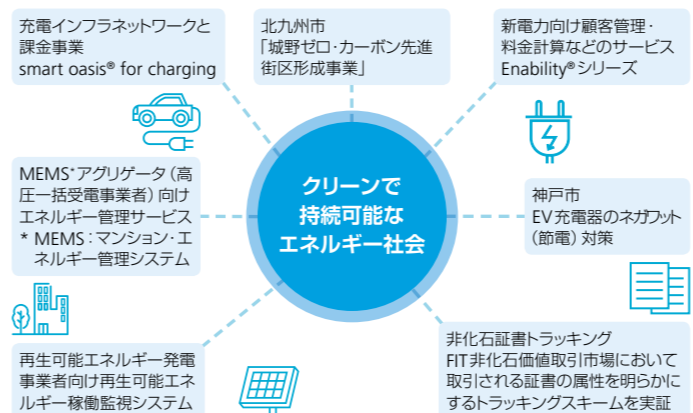 充電インフラネットワークと
課金事業
smart oasis® for charging
北九州市
「城野ゼロ・カーボン先進
街区形成事業」
新電力向け顧客管理・
料金計算などのサービス
Enability®シリーズ
MEMS*アグリゲータ（高
圧一括受電事業者）向け
エネルギー管理サービス
* MEMS：マンション・エ
ネルギー管理システム
クリーンで
持続可能な
エネルギー社会
神戸市
EV充電器のネガワット
（節電）対策
再生可能エネルギー発電
事業者向け再生可能エネ
ルギー稼働監視システム
非化石証書トラッキング
FIT非化石価値取引市場において
取引される証書の属性を明らかに
するトラッキングスキームを実証